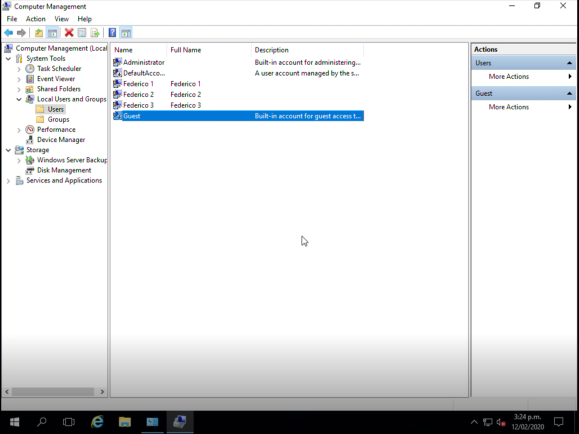 Computer Management
File Action View Help
Computer Management (Local
System Tools
Task Scheduler
Event Viewer
Shared Folders
Local Users and Groups
Users
Groups
Performance
Device Manager
Storage
Windows Server Backup
Disk Management
Services and Applications
Name Full Name Description
Administrator Built-in account for administering...
DefaultAcco... A user account managed by the s...
Federico 1 Federico 1
Federico 2 Federico 2
Federico 3 Federico 3
Guest Built-in account for guest access t...
Actions
Users
More Actions
Guest
More Actions
3:24 p.m.
12/02/2020